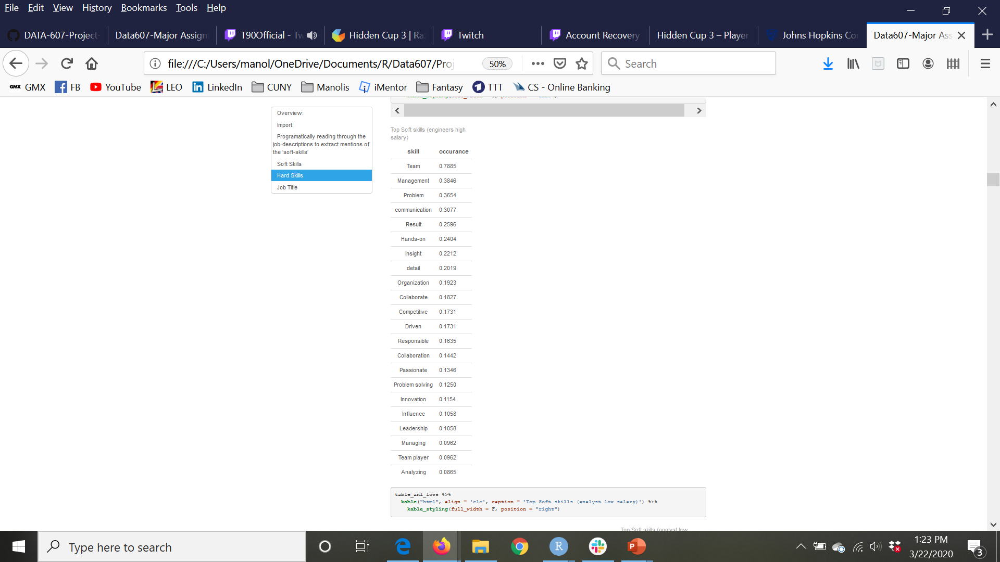 File Edit View History Bookmarks Tools Help
DATA-607-Project- Data607-Major Assign T90Official - Tw Hidden Cup 3 | Ra Twitch Account Recovery Hidden Cup 3 – Player Johns Hopkins Co Data607-Major Ass
file:///C:/Users/manol/OneDrive/Documents/R/Data607/Proj 50% Search
GMX GMX FB YouTube LEO LinkedIn CUNY Manolis iMentor Fantasy TTT CS - Online Banking
Overview:
Import
Programatically reading through the
job-descriptions to extract mentions of
the ‘soft-skills’
Soft Skills
Hard Skills
Job Title
Top Soft skills (engineers high
salary)
skill occurance
Team 0.7885
Management 0.3846
Problem 0.3654
communication 0.3077
Result 0.2596
Hands-on 0.2404
Insight 0.2212
detail 0.2019
Organization 0.1923
Collaborate 0.1827
Competitive 0.1731
Driven 0.1731
Responsible 0.1635
Collaboration 0.1442
Passionate 0.1346
Problem solving 0.1250
Innovation 0.1154
Influence 0.1058
Leadership 0.1058
Managing 0.0962
Team player 0.0962
Analyzing 0.0865
table_anl_lows %>%
kable("html", align = 'clc', caption = 'Top Soft skills (analyst low salary)') %>%
kable_styling(full_width = F, position = "right")
Top Soft skills (analyst low
Type here to search
1:23 PM
3/22/2020
3